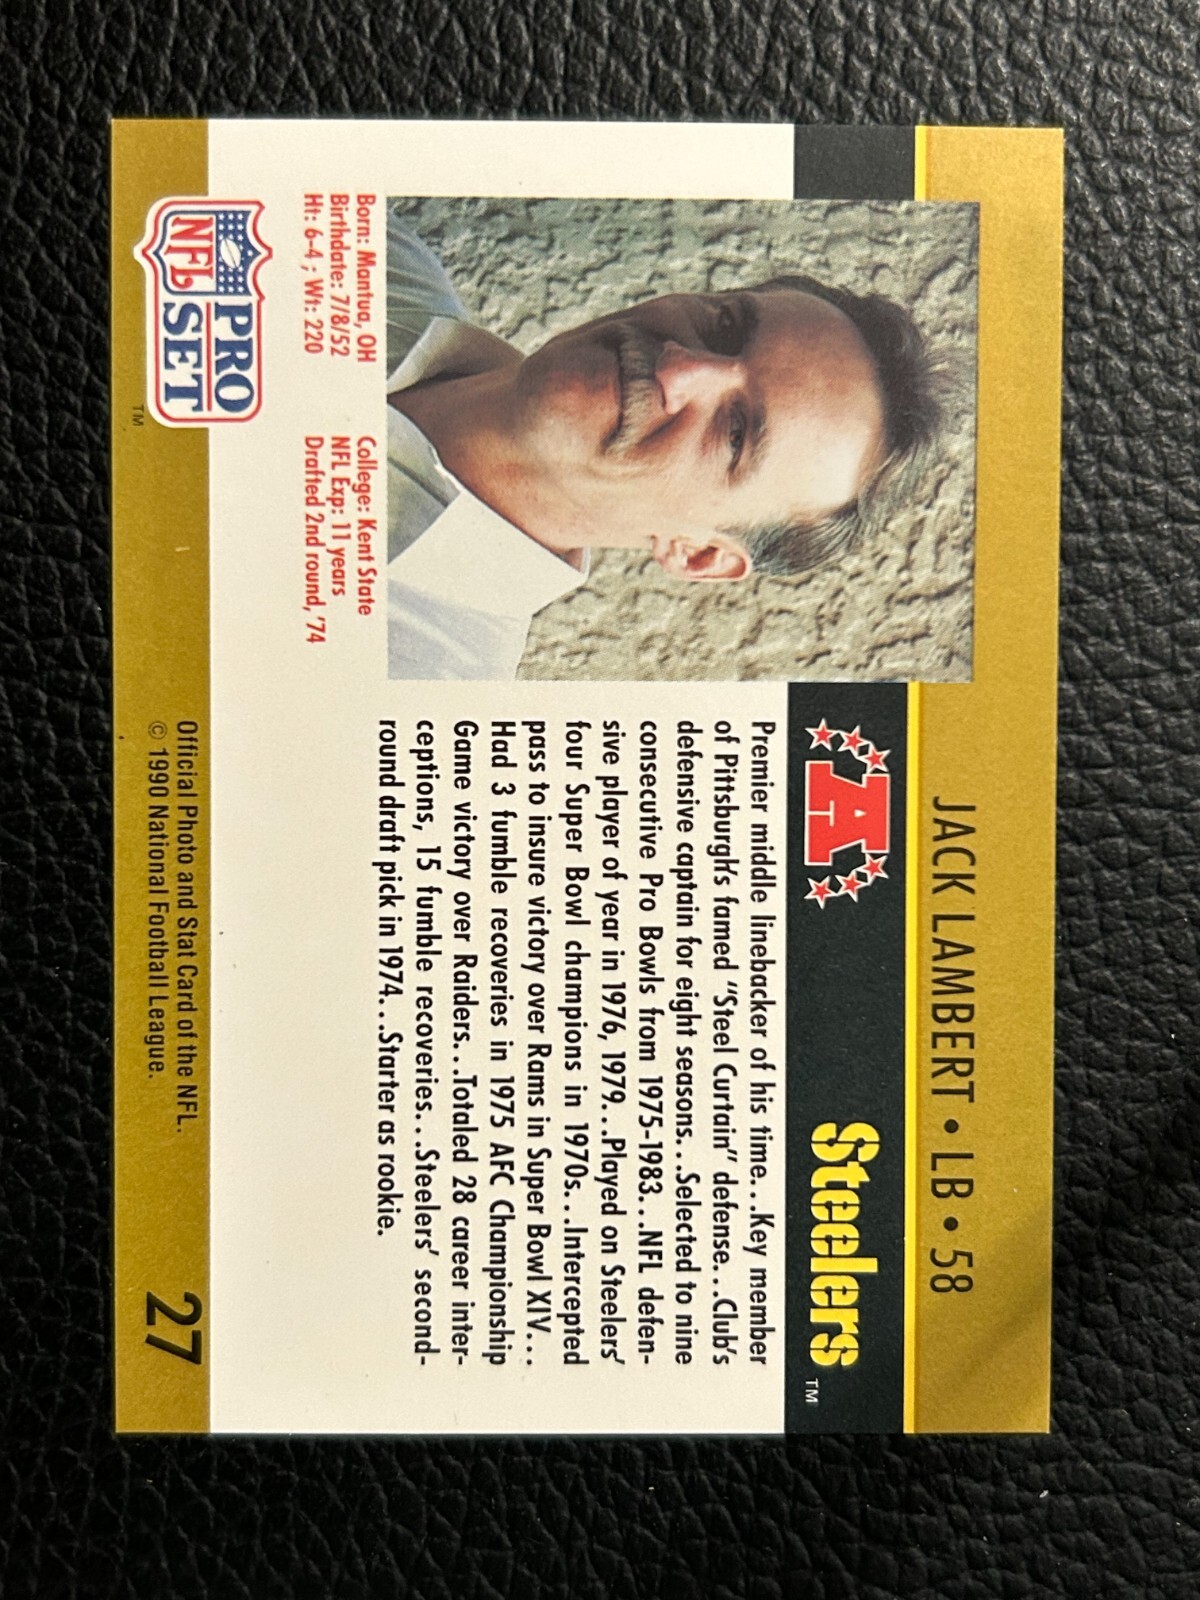 JACK LAMBERT • LB • 58
A
Steelers ™
Premier middle linebacker of his time...Key member
of Pittsburgh's famed "Steel Curtain" defense...Club's
defensive captain for eight seasons...Selected to nine
consecutive Pro Bowls from 1975-1983...NFL defen-
sive player of year in 1976, 1979...Played on Steelers'
four Super Bowl champions in 1970s...Intercepted
pass to insure victory over Rams in Super Bowl XIV...
Had 3 fumble recoveries in 1975 AFC Championship
Game victory over Raiders...Totaled 28 career inter-
ceptions, 15 fumble recoveries...Steelers' second-
round draft pick in 1974...Starter as rookie.
Born: Mantua, OH
Birthdate: 7/8/52
Ht: 6-4 ; Wt: 220
College: Kent State
NFL Exp: 11 years
Drafted 2nd round, '74
NFL
PRO
SET
™
Official Photo and Stat Card of the NFL.
© 1990 National Football League.
27